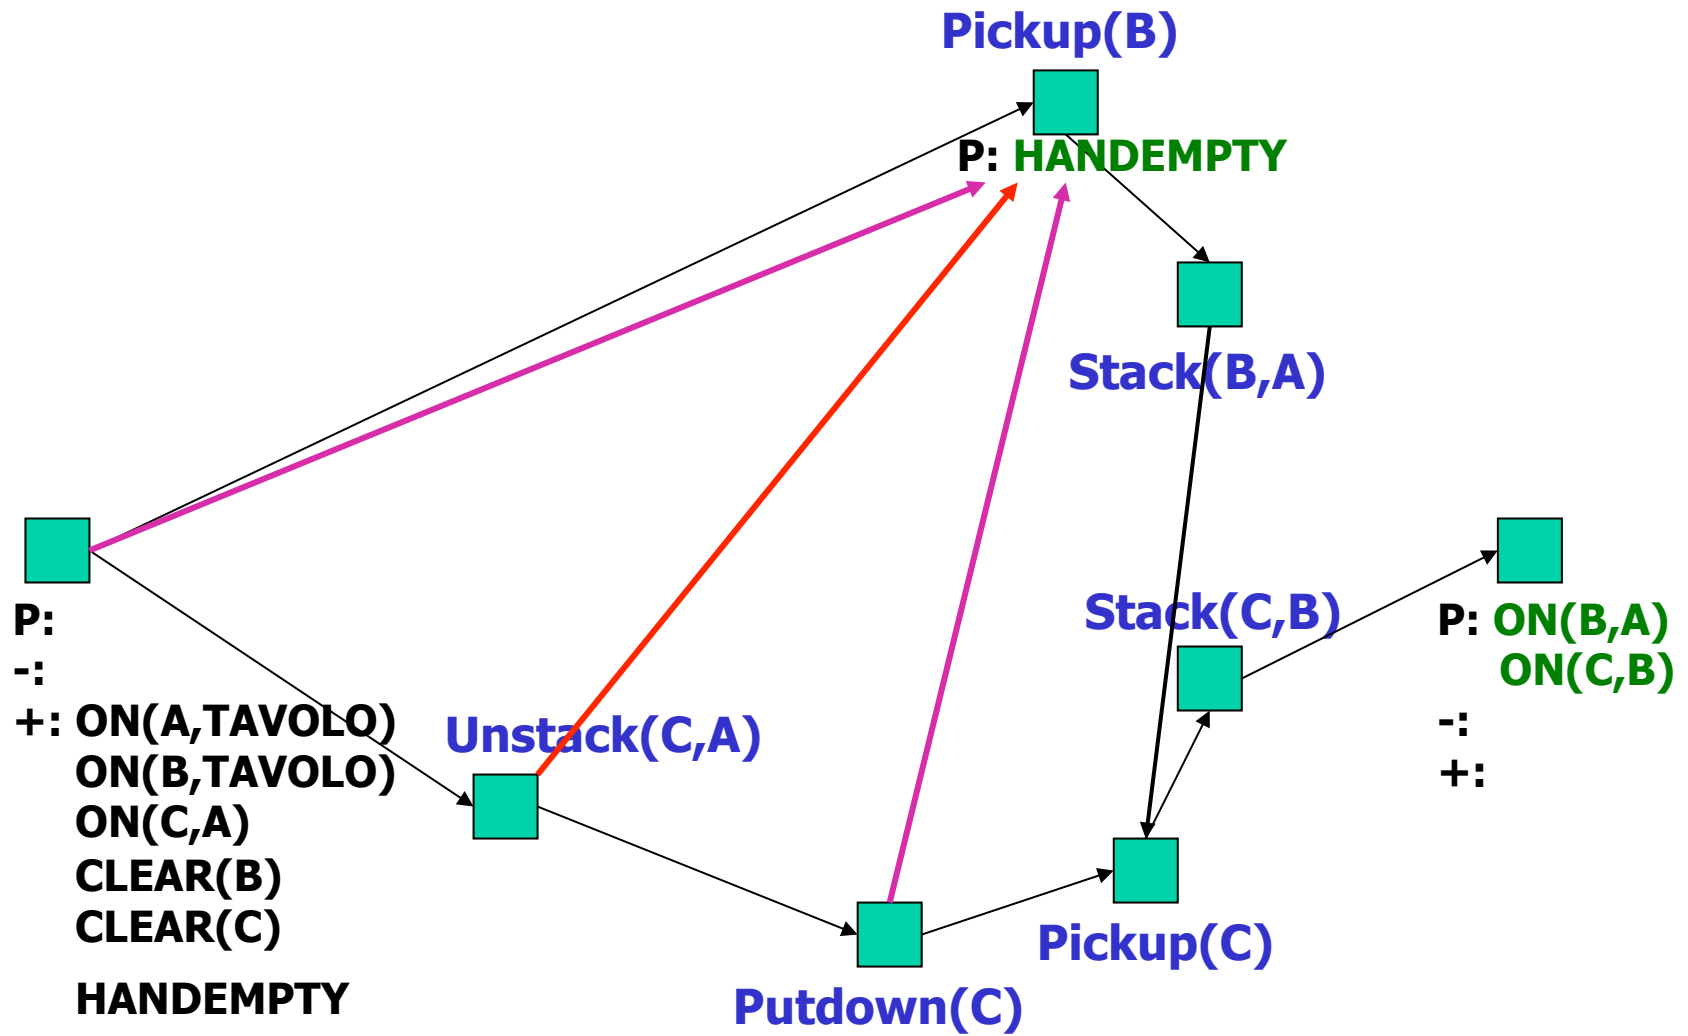 Pickup(B)
P: HANDEMPTY
Stack(B,A)
Stack(C,B)
P: ON(B,A)
ON(C,B)
-:
+:
P:
-:
+: ON(A,TAVOLO)
ON(B,TAVOLO)
ON(C,A)
CLEAR(B)
CLEAR(C)
HANDEMPTY
Unstack(C,A)
Pickup(C)
Putdown(C)